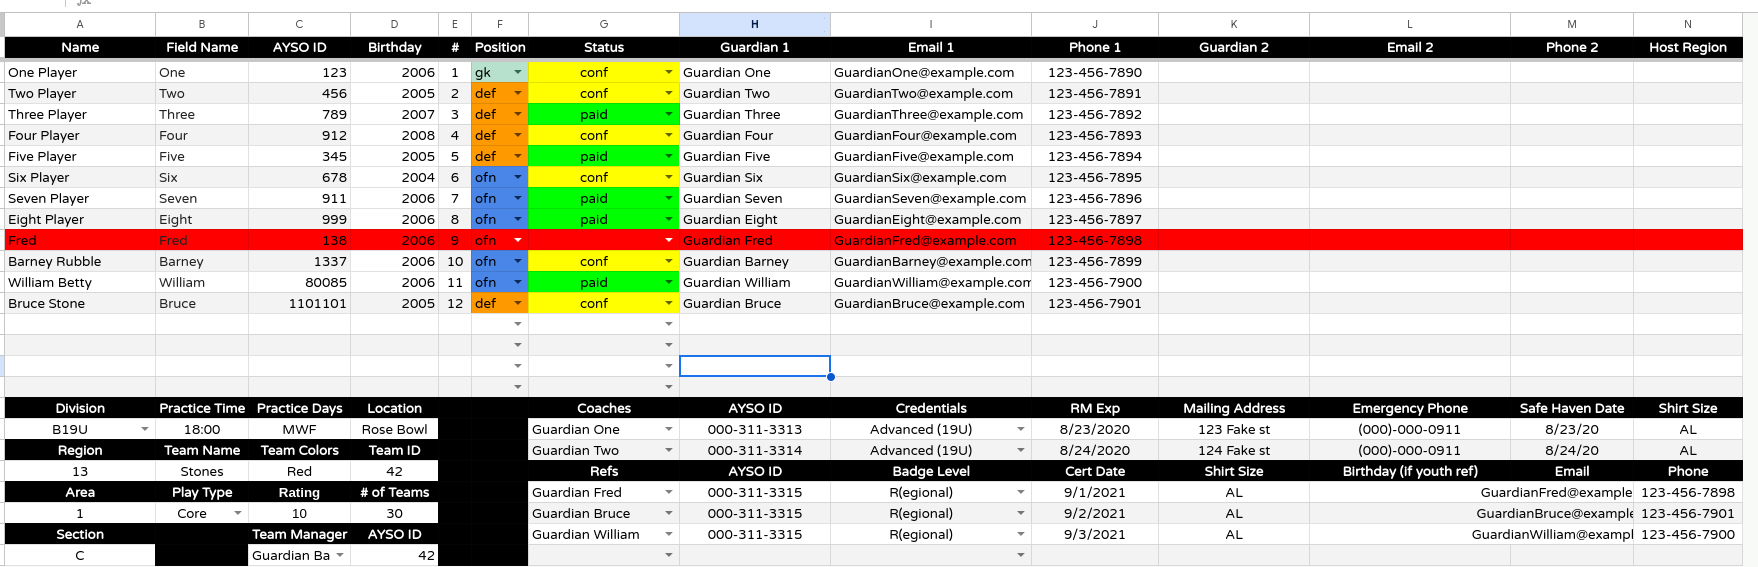 A B C D E F G H I J K L M N
Name Field Name AYSO ID Birthday # Position Status Guardian 1 Email 1 Phone 1 Guardian 2 Email 2 Phone 2 Host Region
One Player One 123 2006 1 gk conf Guardian One GuardianOne@example.com 123-456-7890
Two Player Two 456 2005 2 def conf Guardian Two GuardianTwo@example.com 123-456-7891
Three Player Three 789 2007 3 def paid Guardian Three GuardianThree@example.com 123-456-7892
Four Player Four 912 2008 4 def conf Guardian Four GuardianFour@example.com 123-456-7893
Five Player Five 345 2005 5 def paid Guardian Five GuardianFive@example.com 123-456-7894
Six Player Six 678 2004 6 ofn conf Guardian Six GuardianSix@example.com 123-456-7895
Seven Player Seven 911 2006 7 ofn paid Guardian Seven GuardianSeven@example.com 123-456-7896
Eight Player Eight 999 2006 8 ofn paid Guardian Eight GuardianEight@example.com 123-456-7897
Fred Fred 138 2006 9 ofn Guardian Fred GuardianFred@example.com 123-456-7898
Barney Rubble Barney 1337 2006 10 ofn conf Guardian Barney GuardianBarney@example.com 123-456-7899
William Betty William 80085 2006 11 ofn paid Guardian William GuardianWilliam@example.com 123-456-7900
Bruce Stone Bruce 1101101 2005 12 def conf Guardian Bruce GuardianBruce@example.com 123-456-7901
Division Practice Time Practice Days Location Coaches AYSO ID Credentials RM Exp Mailing Address Emergency Phone Safe Haven Date Shirt Size
B19U 18:00 MWF Rose Bowl Guardian One 000-311-3313 Advanced (19U) 8/23/2020 123 Fake st (000)-000-0911 8/23/20 AL
Region Team Name Team Colors Team ID Guardian Two 000-311-3314 Advanced (19U) 8/24/2020 124 Fake st (000)-000-0911 8/24/20 AL
13 Stones Red 42 Refs AYSO ID Badge Level Cert Date Shirt Size Birthday (if youth ref) Email Phone
Area Play Type Rating # of Teams Guardian Fred 000-311-3315 R(egional) 9/1/2021 AL GuardianFred@example 123-456-7898
1 Core 10 30 Guardian Bruce 000-311-3315 R(egional) 9/2/2021 AL GuardianBruce@example 123-456-7901
Section Team Manager AYSO ID Guardian William 000-311-3315 R(egional) 9/3/2021 AL GuardianWilliam@exampl 123-456-7900
C Guardian Ba 42